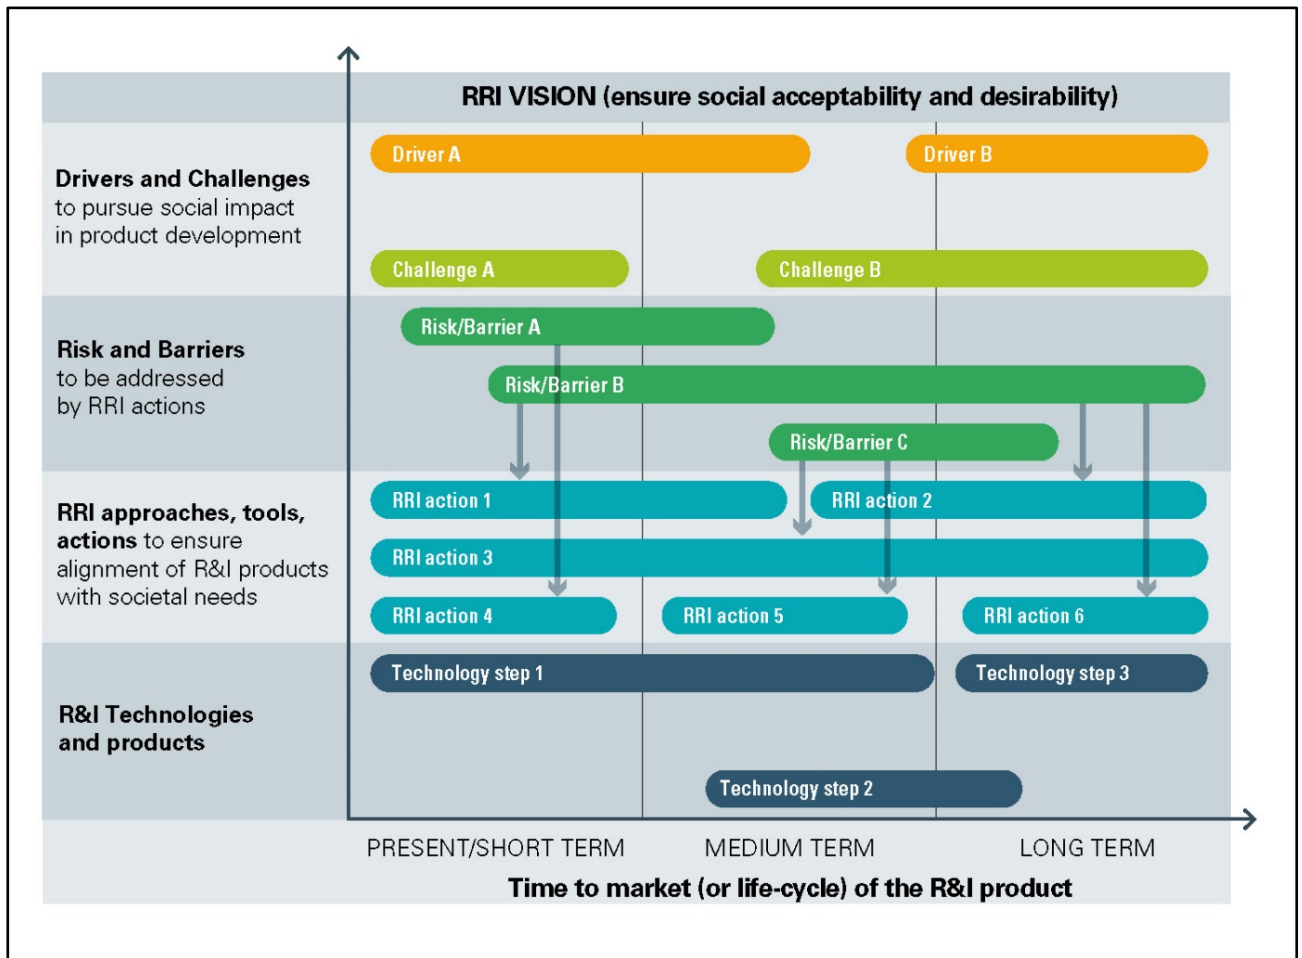 RRI VISION (ensure social acceptability and desirability)
Drivers and Challenges
to pursue social impact
in product development
Driver A
Driver B
Challenge A
Challenge B
Risk and Barriers
to be addressed
by RRI actions
Risk/Barrier A
Risk/Barrier B
Risk/Barrier C
RRI approaches, tools,
actions to ensure
alignment of R&I products
with societal needs
RRI action 1
RRI action 2
RRI action 3
RRI action 4
RRI action 5
RRI action 6
R&I Technologies
and products
Technology step 1
Technology step 3
Technology step 2
PRESENT/SHORT TERM
MEDIUM TERM
LONG TERM
Time to market (or life-cycle) of the R&I product